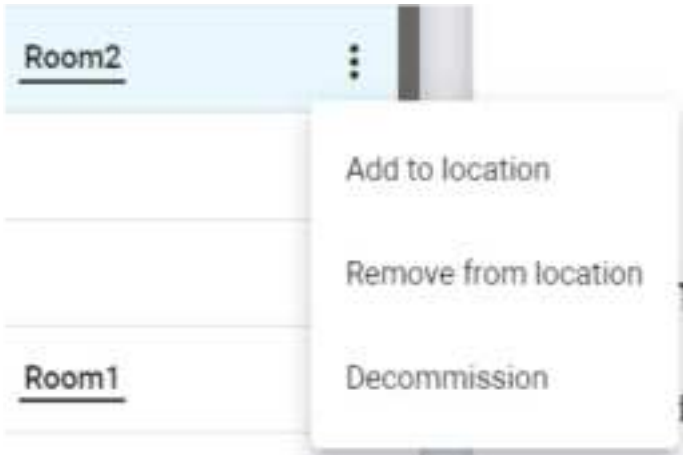 Room2
Add to location
Remove from location
Room1
Decommission